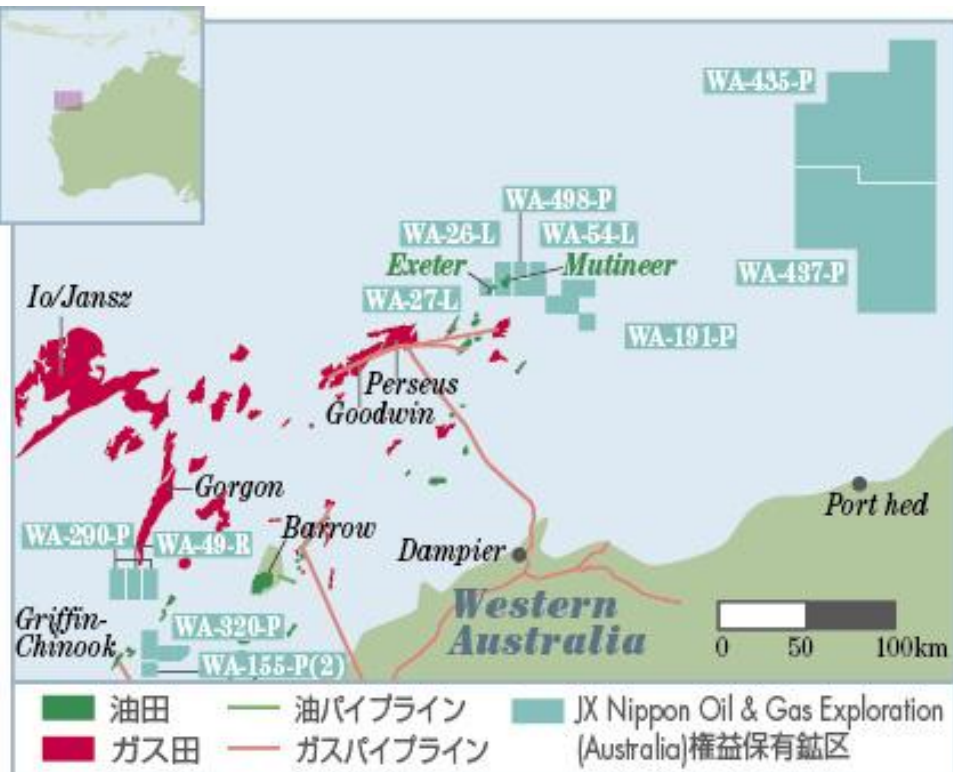 WA-435-P
WA-498-P
WA-26-L
WA-54-L
Exeter
Mutineer
WA-437-P
WA-27-L
Io/Jansz
WA-191-P
Perseus
Goodwin
Gorgon
Port hed
Barrow
WA-290-P
WA-49-R
Dampier
Western
Australia
Griffin-
Chinook
WA-320-P
WA-155-P(2)
0 50 100km
油田
油パイプライン
JX Nippon Oil & Gas Exploration
ガス田
ガスパイプライン
(Australia)権益保有鉱区